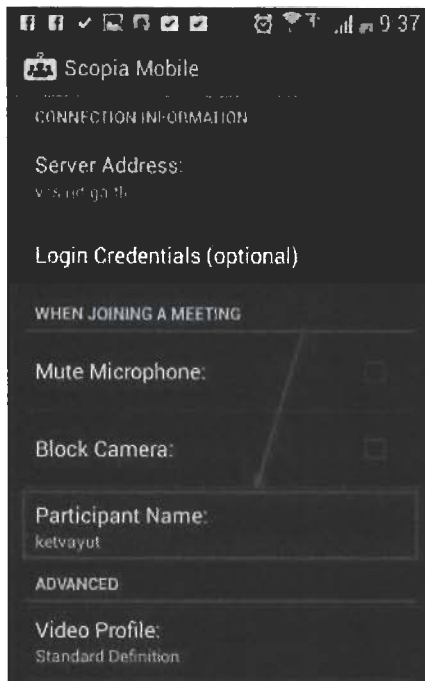 9:37
Scopia Mobile
CONNECTION INFORMATION
Server Address:
Login Credentials (optional)
WHEN JOINING A MEETING
Mute Microphone:
Block Camera:
Participant Name:
ketvayut
ADVANCED
Video Profile:
Standard Definition